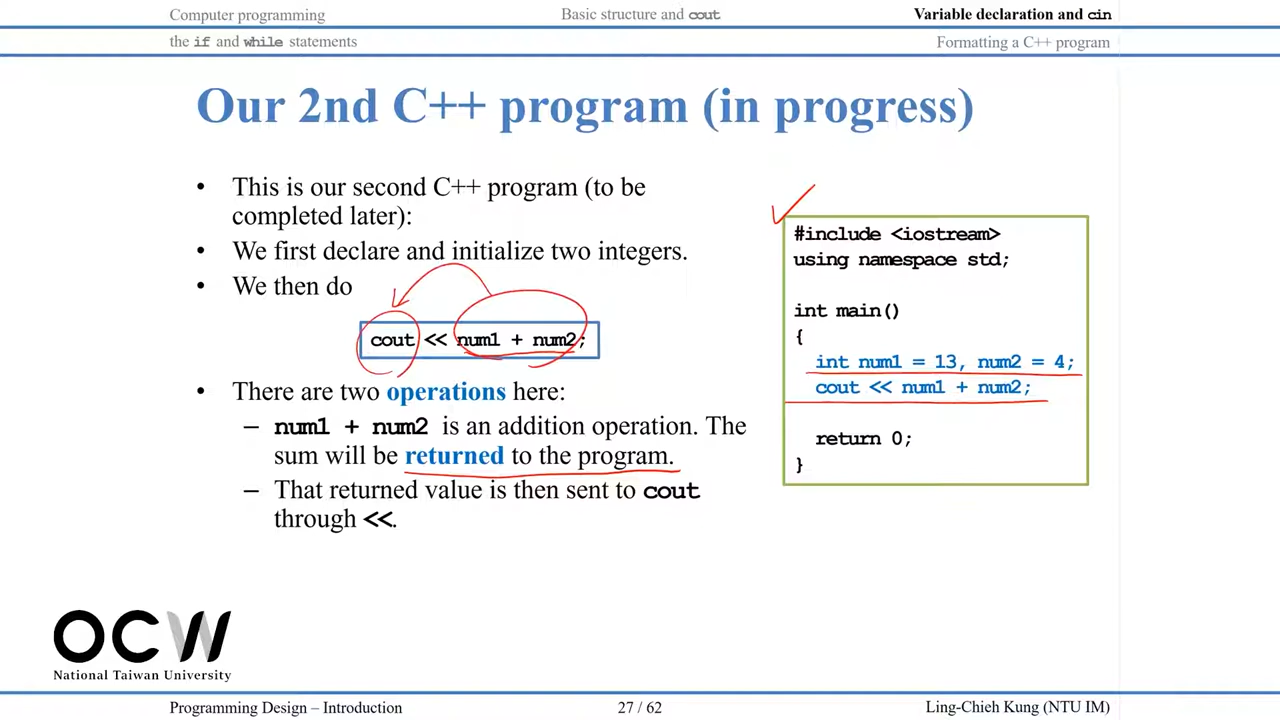 Computer programming
Basic structure and cout
Variable declaration and cin
the if and while statements
Formatting a C++ program
Our 2nd C++ program (in progress)
• This is our second C++ program (to be
completed later):
• We first declare and initialize two integers.
• We then do
cout << num1 + num2;
• There are two operations here:
– num1 + num2 is an addition operation. The
sum will be returned to the program.
– That returned value is then sent to cout
through <<.
#include <iostream>
using namespace std;
int main()
{
int num1 = 13, num2 = 4;
cout << num1 + num2;
return 0;
}
OCW
National Taiwan University
Programming Design – Introduction
27 / 62
Ling-Chieh Kung (NTU IM)